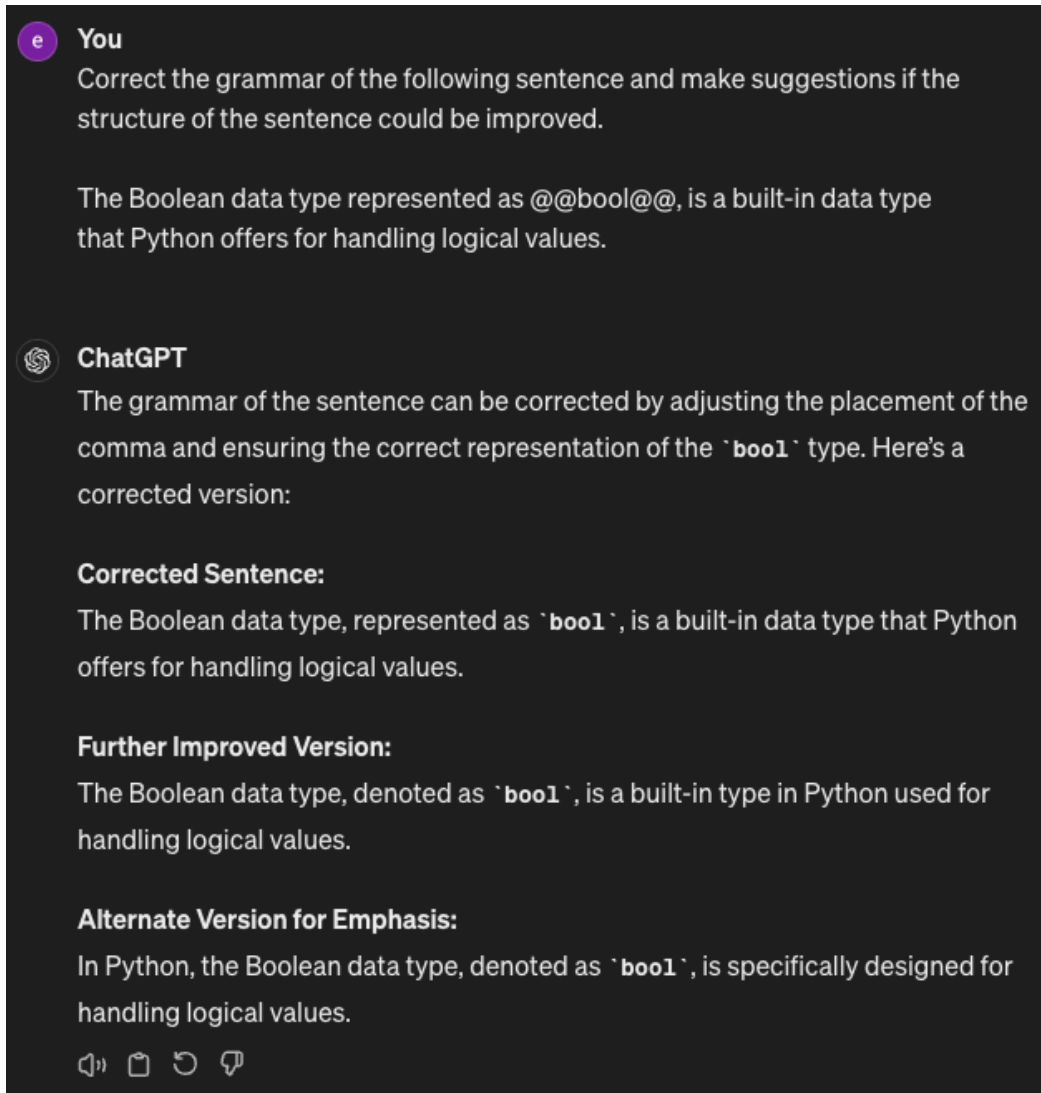 e
You
Correct the grammar of the following sentence and make suggestions if the
structure of the sentence could be improved.
The Boolean data type represented as @@bool@@, is a built-in data type
that Python offers for handling logical values.
ChatGPT
The grammar of the sentence can be corrected by adjusting the placement of the
comma and ensuring the correct representation of the `bool` type. Here’s a
corrected version:
Corrected Sentence:
The Boolean data type, represented as `bool`, is a built-in data type that Python
offers for handling logical values.
Further Improved Version:
The Boolean data type, denoted as `bool`, is a built-in type in Python used for
handling logical values.
Alternate Version for Emphasis:
In Python, the Boolean data type, denoted as `bool`, is specifically designed for
handling logical values.